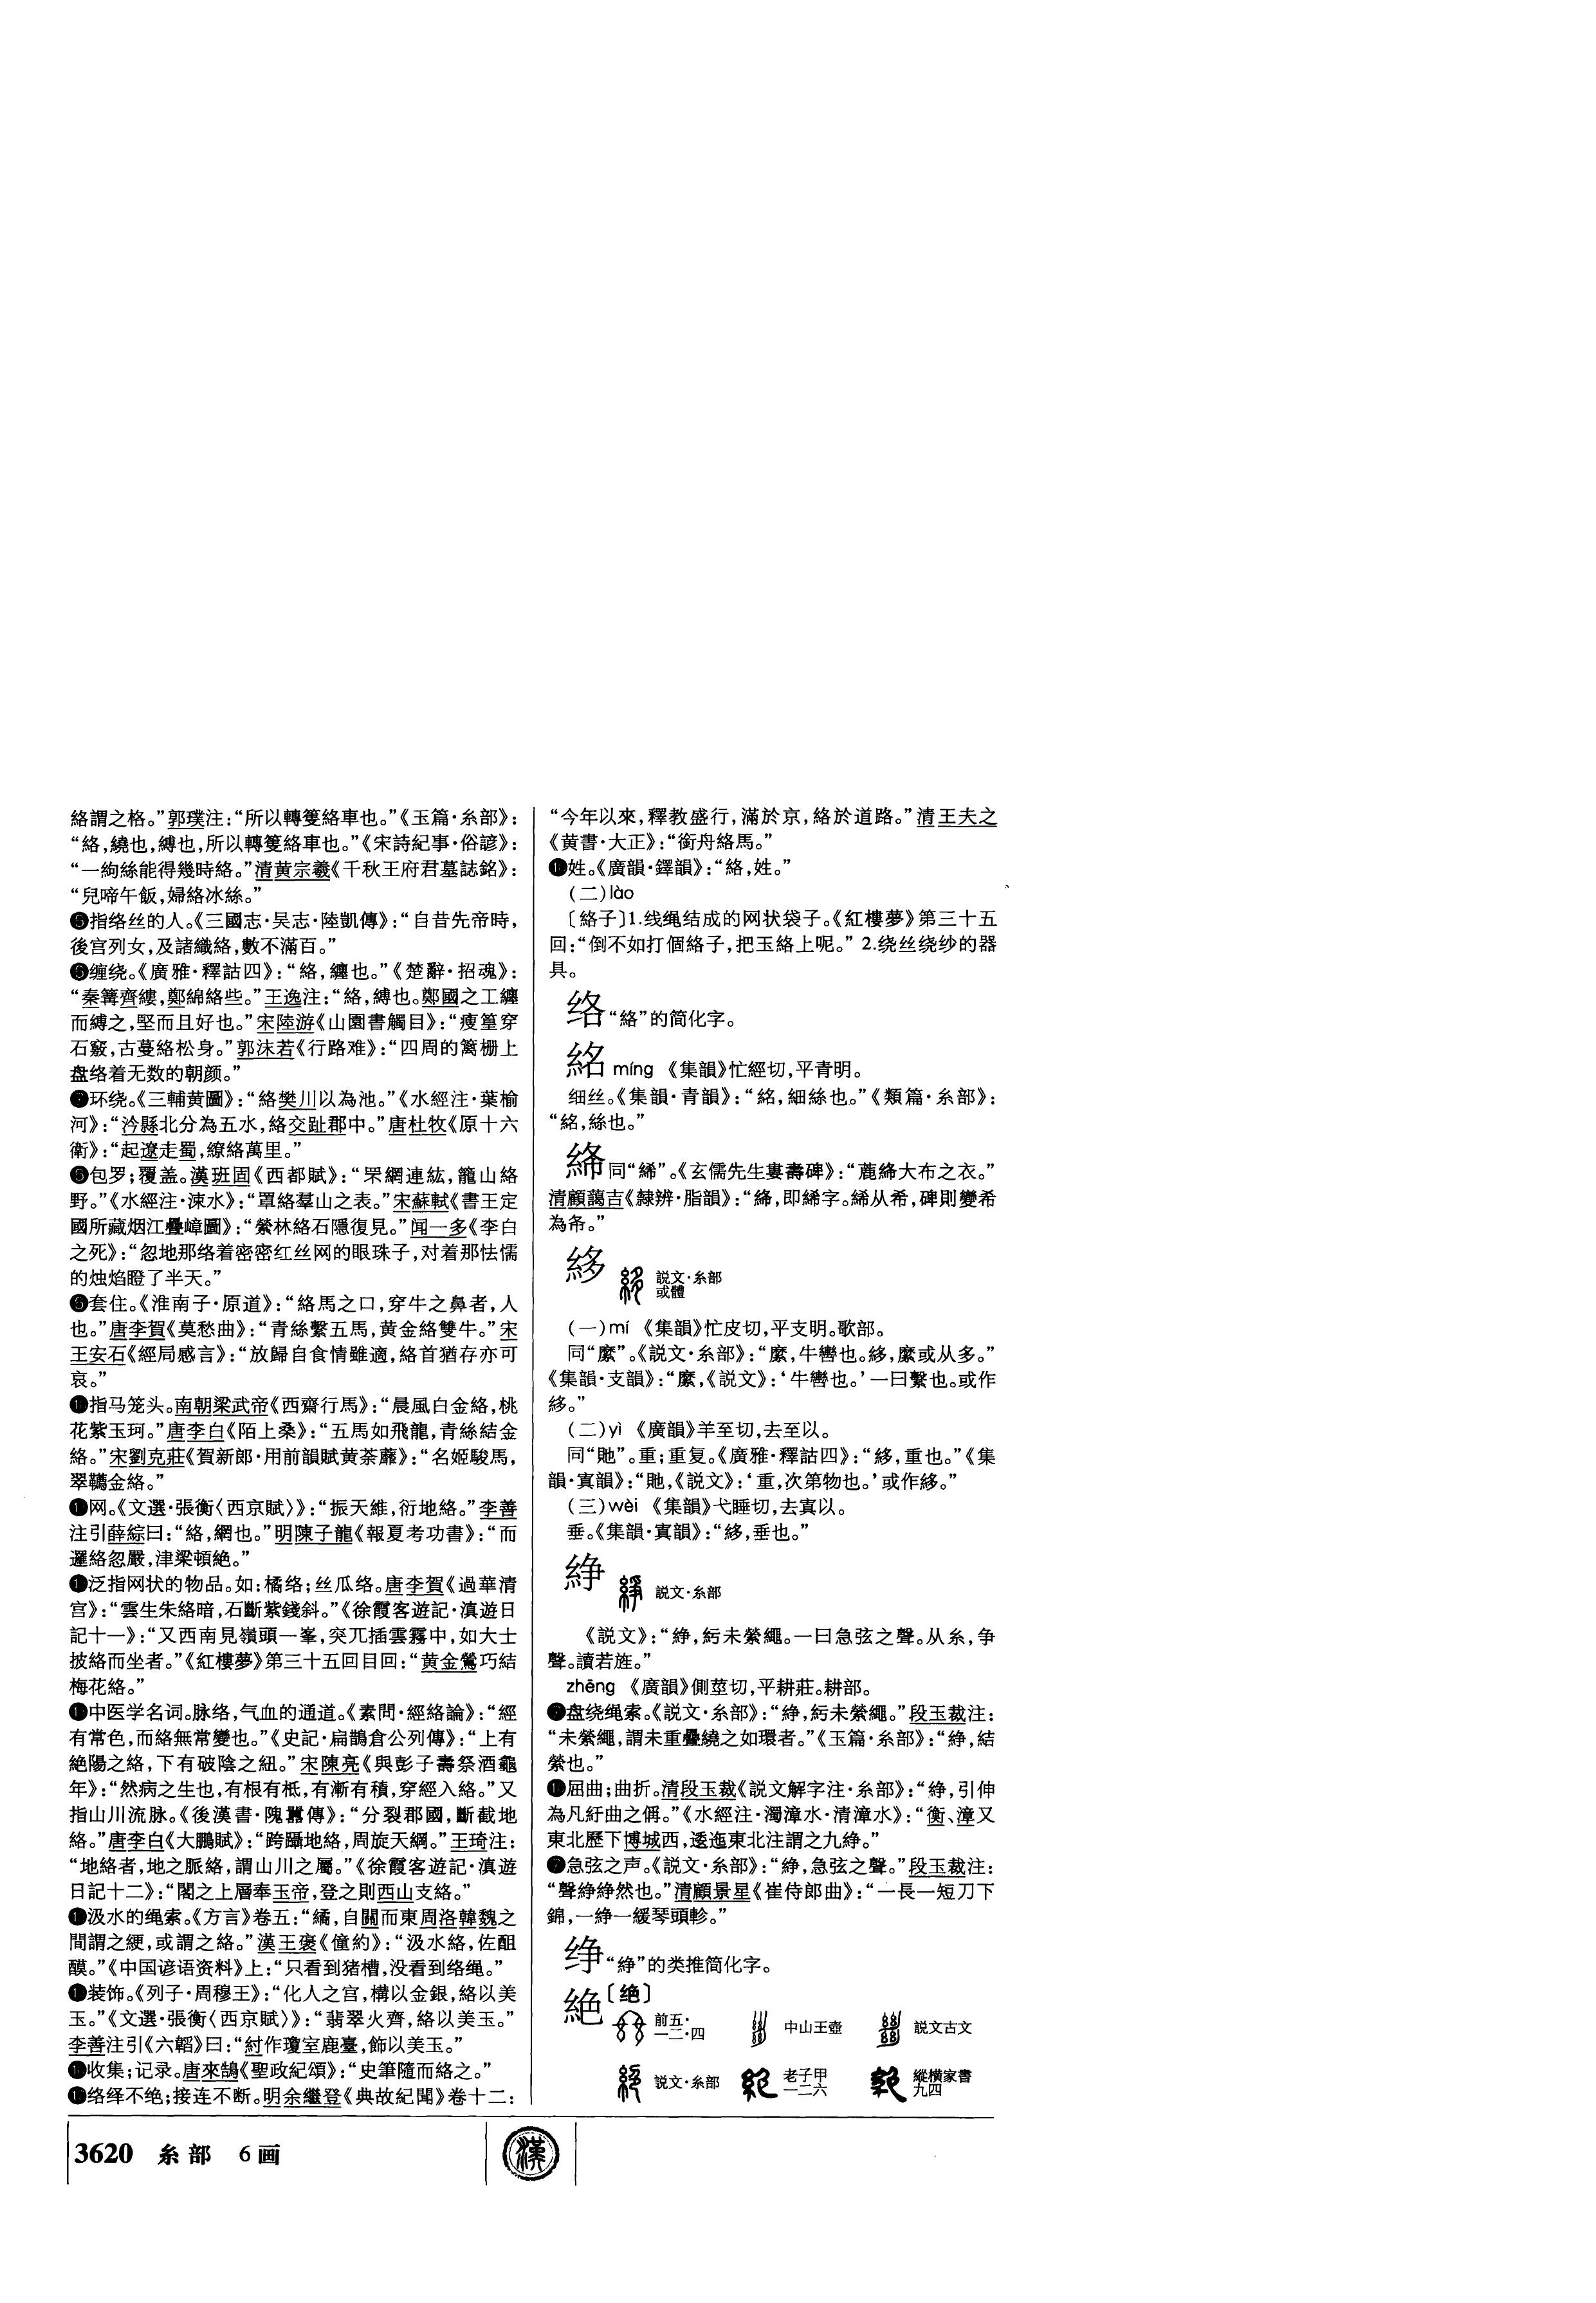 絡謂之格。”郭璞注：“所以轉籰絡車也。”《玉篇·糸部》：
“絡，繞也，縛也，所以轉籰絡車也。”《宋詩紀事·俗諺》：
“一絇絲能得幾時絡。”清黄宗羲《千秋王府君墓誌銘》：
“兒啼午飯，婦絡冰絲。”
❺指络丝的人。《三國志·吴志·陸凱傳》：“自昔先帝時，
後宫列女，及諸織絡，數不滿百。”
❻缠绕。《廣雅·釋詁四》：“絡，纏也。”《楚辭·招魂》：
“秦篝齊縷，鄭綿絡些。”王逸注：“絡，縛也。鄭國之工纏
而縛之，堅而且好也。”宋陸游《山園書觸目》：“瘦篁穿
石竅，古蔓絡松身。”郭沫若《行路难》：“四周的篱栅上
盘络着无数的朝颜。”
❼环绕。《三輔黄圖》：“絡樊川以為池。”《水經注·葉榆
河》：“泠縣北分為五水，絡交趾郡中。”唐杜牧《原十六
衛》：“起遼走蜀，繚絡萬里。”
包罗；覆盖。漢班固《西都賦》：“罘網連紘，籠山絡
野。”《水經注·涑水》：“罩絡羣山之表。”宋蘇軾《書王定
國所藏烟江疊嶂圖》：“縈林絡石隱復見。”闻一多《李白
之死》：“忽地那络着密密红丝网的眼珠子，对着那怯懦
的烛焰瞪了半天。”
套住。《淮南子·原道》：“絡馬之口，穿牛之鼻者，人
也。”唐李賀《莫愁曲》：“青絲繫五馬，黄金絡雙牛。”宋
王安石《經局感言》：“放歸自食情雖適，絡首猶存亦可
哀。”
指马笼头。南朝梁武帝《西齋行馬》：“晨風白金絡，桃
花紫玉珂。”唐李白《陌上桑》：“五馬如飛龍，青絲結金
絡。”宋劉克莊《賀新郎·用前韻賦黄荼蘼》：“名姬駿馬，
翠韉金絡。”
网。《文選·張衡〈西京賦〉》：“振天維，衍地絡。”李善
注引薛綜曰：“絡，網也。”明陳子龍《報夏考功書》：“而
邏絡忽嚴，津梁頓絶。”
泛指网状的物品。如：橘络；丝瓜络。唐李賀《過華清
宫》：“雲生朱絡暗，石斷紫錢斜。”《徐霞客遊記·滇遊日
記十一》：“又西南見嶺頭一峯，突兀插雲霧中，如大士
披絡而坐者。”《紅樓夢》第三十五回目回：“黄金鶯巧結
梅花絡。”
中医学名词。脉络，气血的通道。《素問·經絡論》：“經
有常色，而絡無常變也。”《史記·扁鵲倉公列傳》：“上有
絶陽之絡，下有破陰之紐。”宋陳亮《與彭子壽祭酒龜
年》：“然病之生也，有根有柢，有漸有積，穿經入絡。”又
指山川流脉。《後漢書·隗囂傳》：“分裂郡國，斷截地
絡。”唐李白《大鵬賦》：“跨躡地絡，周旋天綱。”王琦注：
“地絡者，地之脈絡，謂山川之屬。”《徐霞客遊記·滇遊
日記十二》：“閣之上層奉玉帝，登之則西山支絡。”
汲水的绳索。《方言》卷五：“繘，自關而東周洛韓魏之
間謂之綆，或謂之絡。”漢王褒《僮約》：“汲水絡，佐酤
醭。”《中国谚语资料》上：“只看到猪槽，没看到络绳。”
装饰。《列子·周穆王》：“化人之宫，構以金銀，絡以美
玉。”《文選·張衡〈西京賦〉》：“翡翠火齊，絡以美玉。”
李善注引《六韜》曰：“紂作瓊室鹿臺，飾以美玉。”
收集；记录。唐來鵠《聖政紀頌》：“史筆隨而絡之。”
络绎不绝；接连不断。明余繼登《典故紀聞》卷十二：
“今年以來，釋教盛行，滿於京，絡於道路。”清王夫之
《黄書·大正》：“銜舟絡馬。”
姓。《廣韻·鐸韻》：“絡，姓。”
（二）lào
〔絡子〕1.线绳结成的网状袋子。《紅樓夢》第三十五
回：“倒不如打個絡子，把玉絡上呢。” 2.绕丝绕纱的器
具。
络 “絡”的简化字。
絡 míng 《集韻》忙經切，平青明。
细丝。《集韻·青韻》：“絡，細絲也。”《類篇·糸部》：
“絡，絲也。”
同“絺”。《玄儒先生婁壽碑》：“麄絺大布之衣。”
清顧藹吉《隸辨·脂韻》：“即絺字。絺从希，碑則變希
為
㣇 説文·糸部
或體
（一）mí 《集韻》忙皮切，平支明。歌部。
同“縻”。《説文·糸部》：“縻，牛轡也。縻或从多。”
《集韻·支韻》：“縻，《説文》：‘牛轡也。’一曰繫也。或作
（二）yì 《廣韻》羊至切，去至以。
同“貤”。重；重复。《廣雅·釋詁四》：“重也。”《集
韻·寘韻》：“貤，《説文》：‘重，次第物也。’或作
（三）wèi 《集韻》弋睡切，去寘以。
垂。《集韻·寘韻》：“垂也。”
綪 説文·糸部
《説文》：“絣，紆未縈繩。一曰急弦之聲。从糸，争
聲。讀若旌。”
zhēng 《廣韻》側莖切，平耕莊。耕部。
盘绕绳索。《説文·糸部》：“紆未縈繩。”段玉裁注：
“未縈繩，謂未重疊繞之如環者。”《玉篇·糸部》：“結
縈也。”
屈曲；曲折。清段玉裁《説文解字注·糸部》：“引伸
為凡紆曲之偁。”《水經注·濁漳水·清漳水》：“衡、漳又
東北歷下博城西，逶迤東北注謂之九
急弦之声。《説文·糸部》：“急弦之聲。”段玉裁注：
“聲然也。”清顧景星《崔侍郎曲》：“一長一短刀下
錦，一一緩琴頭軫。”
的类推简化字。
絶〔绝〕
前五·一二·四 中山王壺 説文古文
説文·糸部 老子甲一二六 縱橫家書九四
3620 糸部 6画
漢